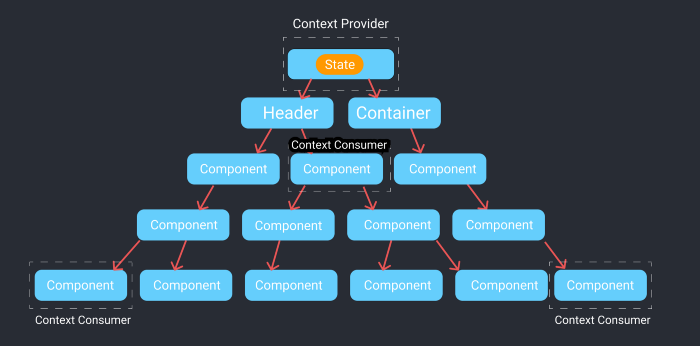 Context Provider
State
Header
Container
Context Consumer
Component
Component
Component
Component
Component
Component
Component
Component
Component
Component
Component
Component
Component
Context Consumer
Context Consumer